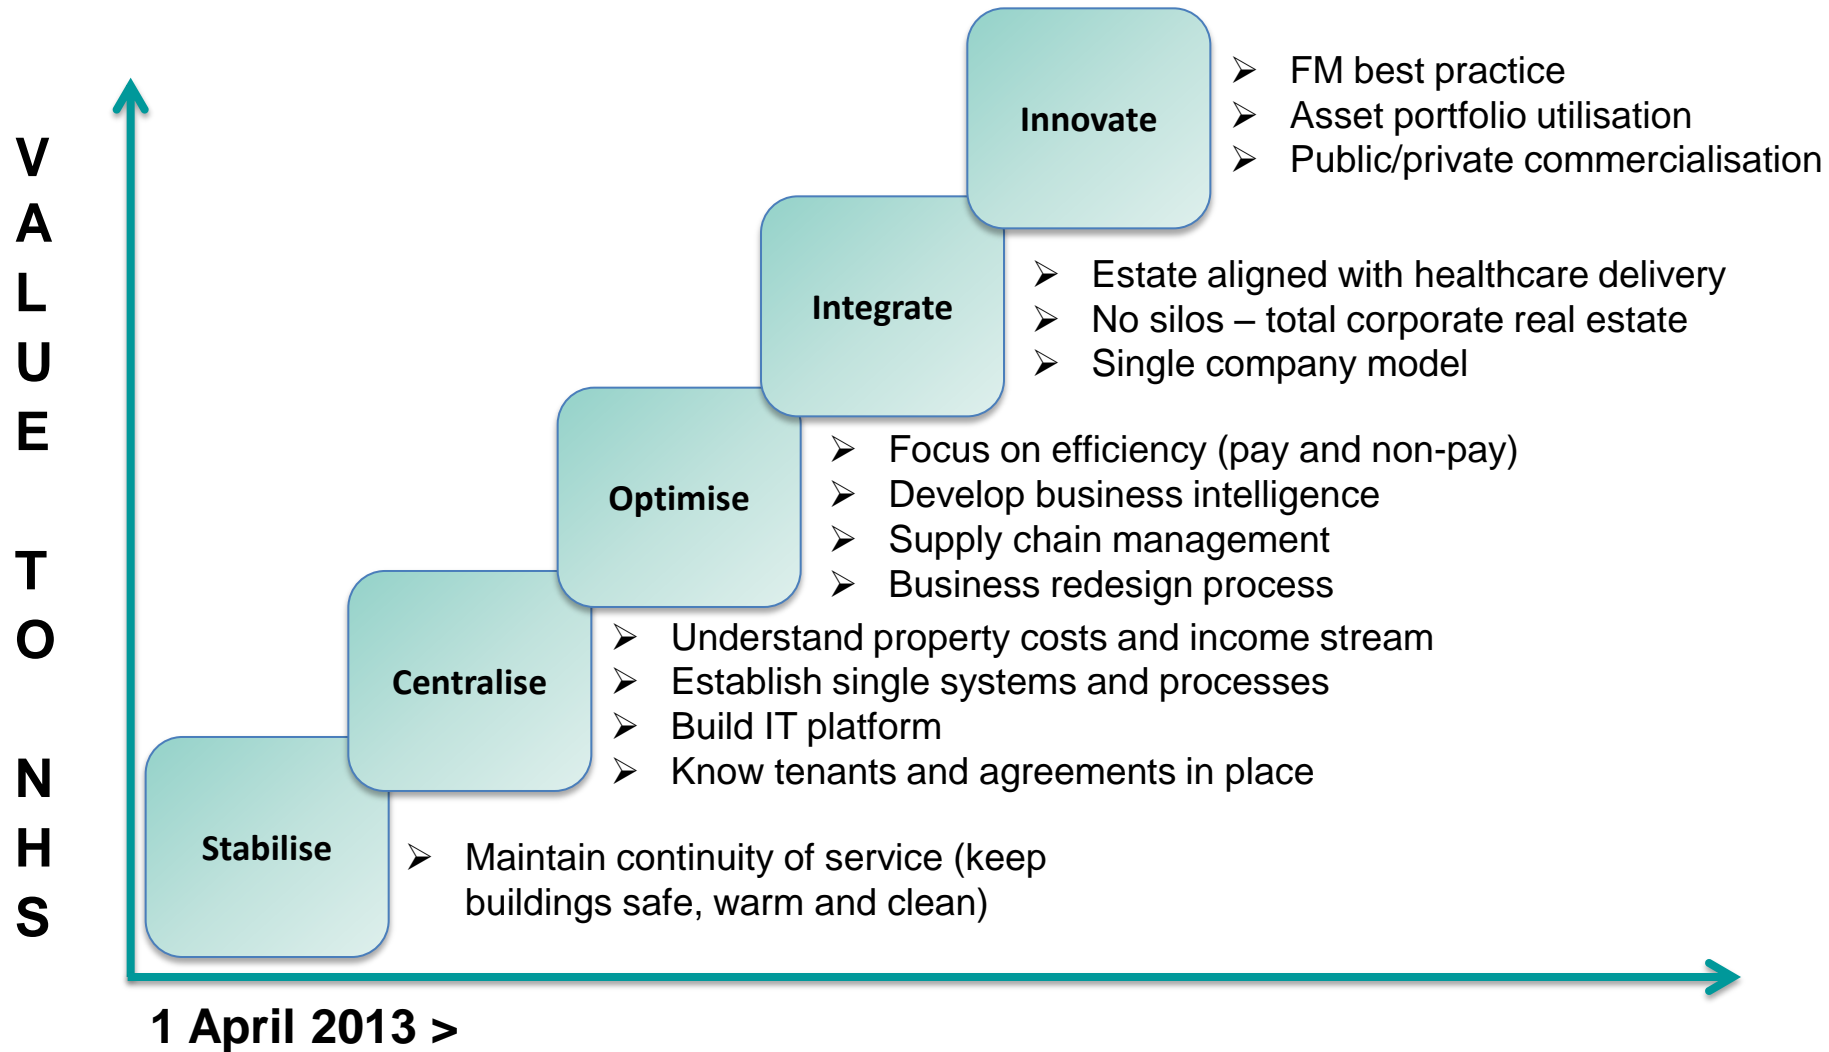 VALUE TO NHS
Innovate
➢ FM best practice
➢ Asset portfolio utilisation
➢ Public/private commercialisation
Integrate
➢ Estate aligned with healthcare delivery
➢ No silos – total corporate real estate
➢ Single company model
Optimise
➢ Focus on efficiency (pay and non-pay)
➢ Develop business intelligence
➢ Supply chain management
➢ Business redesign process
Centralise
➢ Understand property costs and income stream
➢ Establish single systems and processes
➢ Build IT platform
➢ Know tenants and agreements in place
Stabilise
➢ Maintain continuity of service (keep
buildings safe, warm and clean)
1 April 2013 >